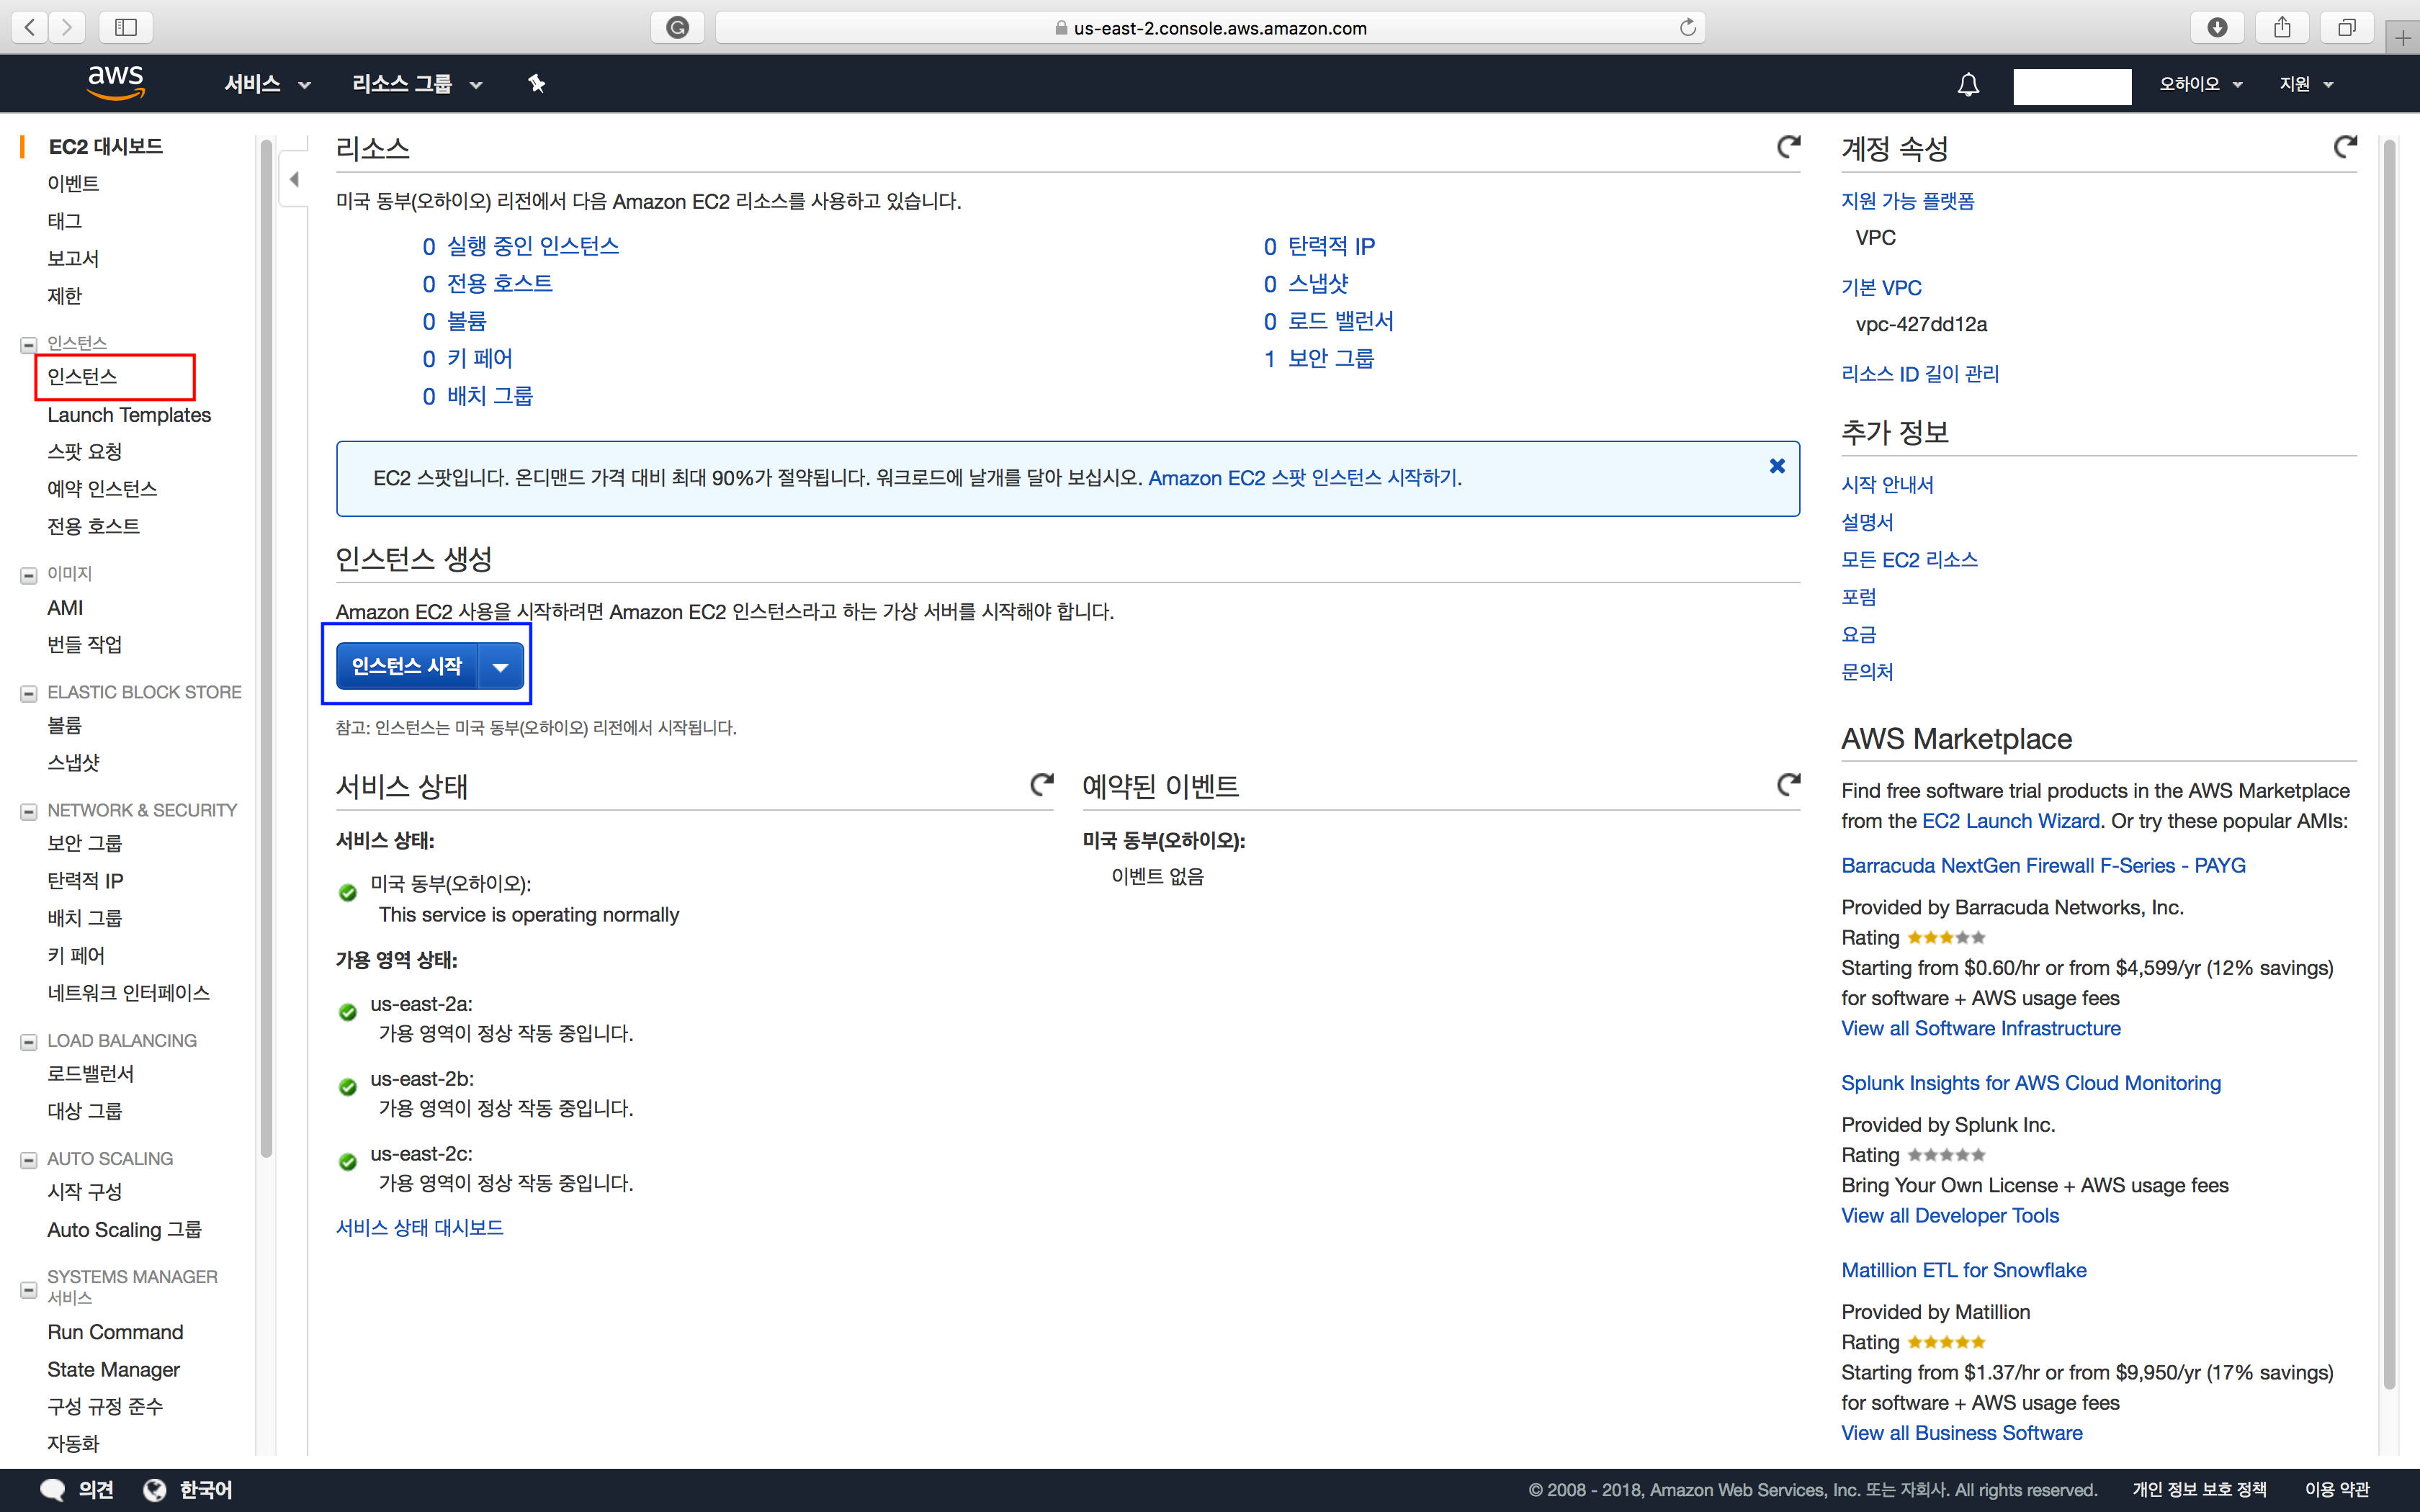 us-east-2.console.aws.amazon.com
aws
서비스
리소스 그룹
오하이오
지원
EC2 대시보드
이벤트
태그
보고서
제한
인스턴스
인스턴스
Launch Templates
스팟 요청
예약 인스턴스
전용 호스트
이미지
AMI
번들 작업
ELASTIC BLOCK STORE
볼륨
스냅샷
NETWORK & SECURITY
보안 그룹
탄력적 IP
배치 그룹
키 페어
네트워크 인터페이스
LOAD BALANCING
로드밸런서
대상 그룹
AUTO SCALING
시작 구성
Auto Scaling 그룹
SYSTEMS MANAGER
서비스
Run Command
State Manager
구성 규정 준수
자동화
리소스
미국 동부(오하이오) 리전에서 다음 Amazon EC2 리소스를 사용하고 있습니다.
0 실행 중인 인스턴스
0 전용 호스트
0 볼륨
0 키 페어
0 배치 그룹
0 탄력적 IP
0 스냅샷
0 로드 밸런서
1 보안 그룹
EC2 스팟입니다. 온디맨드 가격 대비 최대 90%가 절약됩니다. 워크로드에 날개를 달아 보십시오. Amazon EC2 스팟 인스턴스 시작하기.
인스턴스 생성
Amazon EC2 사용을 시작하려면 Amazon EC2 인스턴스라고 하는 가상 서버를 시작해야 합니다.
인스턴스 시작
참고: 인스턴스는 미국 동부(오하이오) 리전에서 시작됩니다.
서비스 상태
서비스 상태:
미국 동부(오하이오):
This service is operating normally
가용 영역 상태:
us-east-2a:
가용 영역이 정상 작동 중입니다.
us-east-2b:
가용 영역이 정상 작동 중입니다.
us-east-2c:
가용 영역이 정상 작동 중입니다.
서비스 상태 대시보드
예약된 이벤트
미국 동부(오하이오):
이벤트 없음
계정 속성
지원 가능 플랫폼
VPC
기본 VPC
vpc-427dd12a
리소스 ID 길이 관리
추가 정보
시작 안내서
설명서
모든 EC2 리소스
포럼
요금
문의처
AWS Marketplace
Find free software trial products in the AWS Marketplace
from the EC2 Launch Wizard. Or try these popular AMIs:
Barracuda NextGen Firewall F-Series - PAYG
Provided by Barracuda Networks, Inc.
Rating
Starting from $0.60/hr or from $4,599/yr (12% savings)
for software + AWS usage fees
View all Software Infrastructure
Splunk Insights for AWS Cloud Monitoring
Provided by Splunk Inc.
Rating
Bring Your Own License + AWS usage fees
View all Developer Tools
Matillion ETL for Snowflake
Provided by Matillion
Rating
Starting from $1.37/hr or from $9,950/yr (17% savings)
for software + AWS usage fees
View all Business Software
의견
한국어
© 2008 - 2018, Amazon Web Services, Inc. 또는 자회사. All rights reserved.
개인 정보 보호 정책
이용 약관